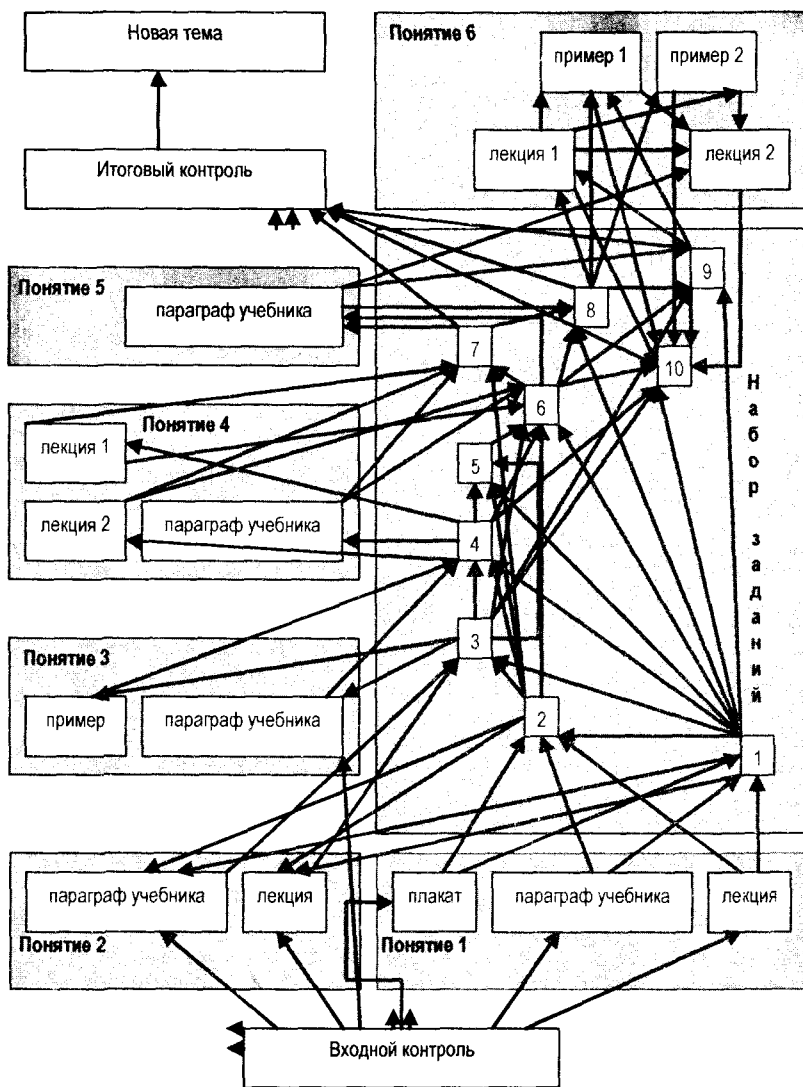 Новая тема
Понятие 6
пример 1
пример 2
Итоговый контроль
лекция 1
лекция 2
Понятие 5
параграф учебника
9
8
7
10
6
Набор заданий
Понятие 4
лекция 1
5
лекция 2
параграф учебника
4
Понятие 3
3
пример
параграф учебника
2
1
параграф учебника
лекция
плакат
параграф учебника
лекция
Понятие 2
Понятие 1
Входной контроль